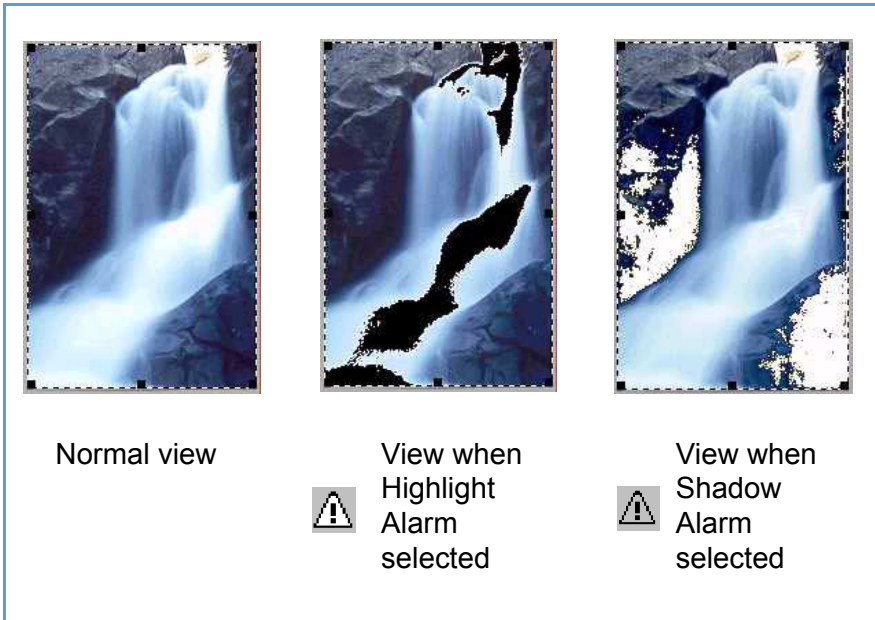 Normal view
View when
Highlight
Alarm
selected
View when
Shadow
Alarm
selected